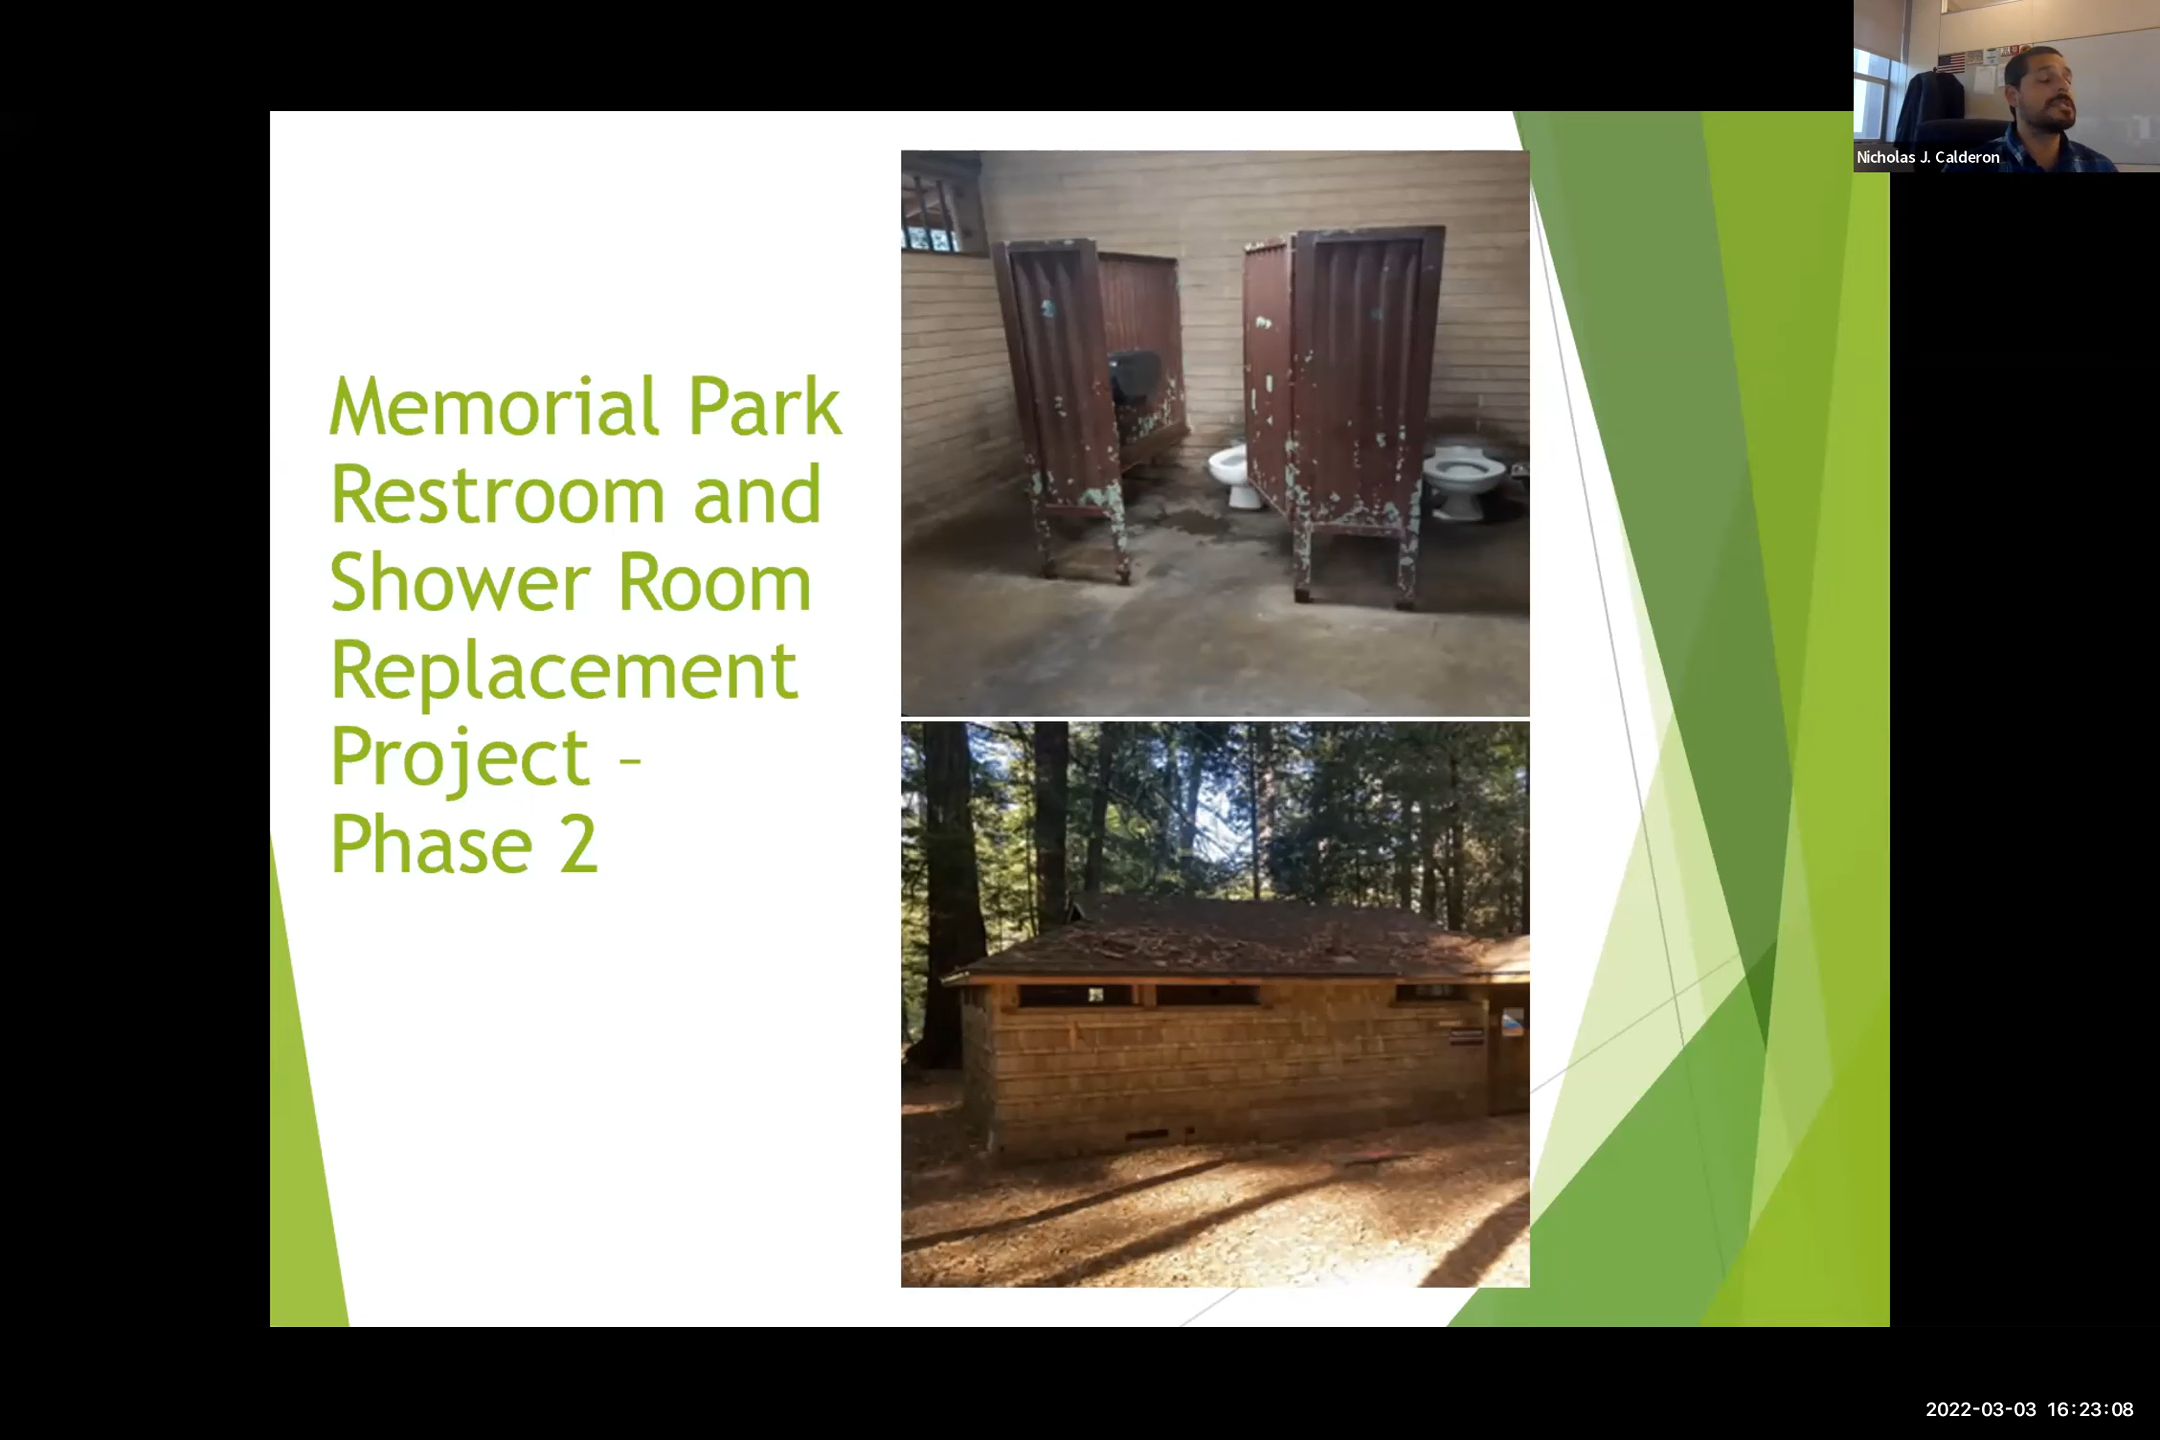 Nicholas J. Calderon
Memorial Park
Restroom and
Shower Room
Replacement
Project –
Phase 2
2022-03-03 16:23:08